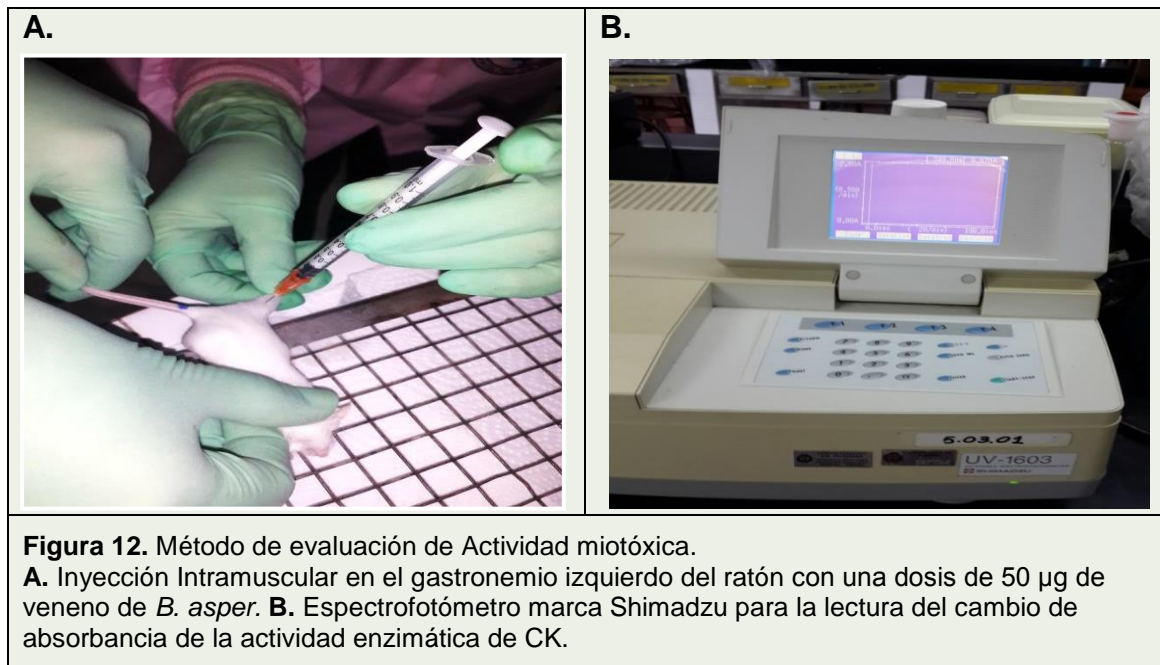 A.
B.
5.03.01
UV-1603
SHIMADZU
Figura 12. Método de evaluación de Actividad miotóxica.
A. Inyección Intramuscular en el gastronemio izquierdo del ratón con una dosis de 50 µg de
veneno de B. asper. B. Espectrofotómetro marca Shimadzu para la lectura del cambio de
absorbancia de la actividad enzimática de CK.